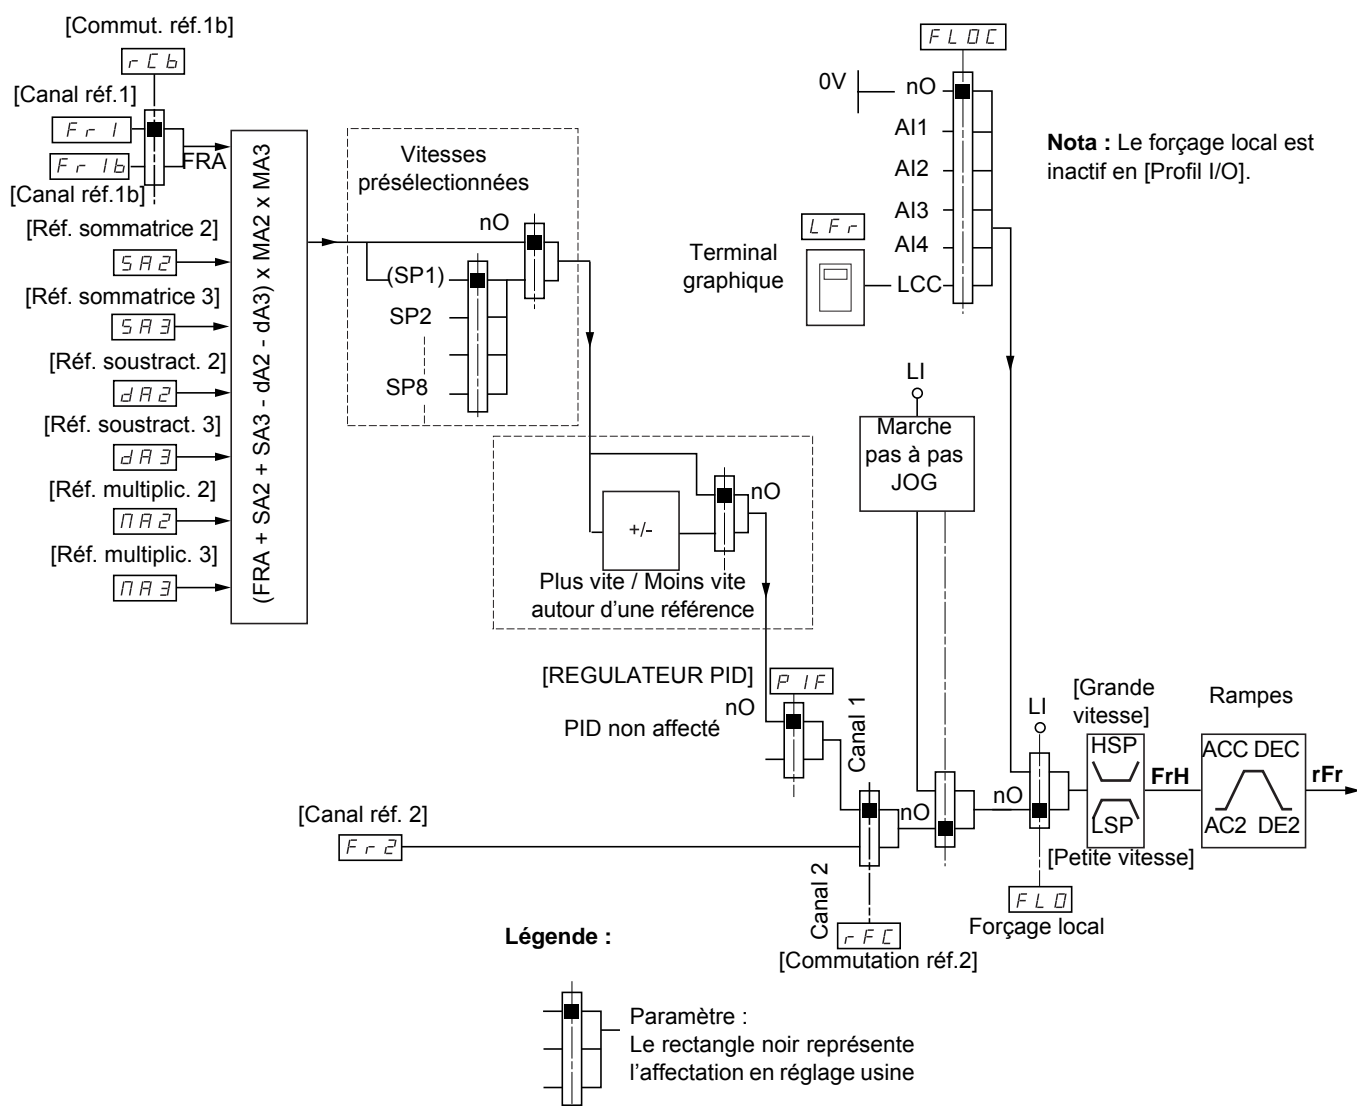 [Commut. réf.1b]
rCb
[Canal réf.1]
Fr1
Fr1b
FRA
[Canal réf.1b]
[Réf. sommatrice 2]
SA2
[Réf. sommatrice 3]
SA3
[Réf. soustract. 2]
dA2
[Réf. soustract. 3]
dA3
[Réf. multiplic. 2]
MA2
[Réf. multiplic. 3]
MA3
(FRA + SA2 + SA3 - dA2 - dA3) x MA2 x MA3
Vitesses
présélectionnées
nO
(SP1)
SP2
SP8
+/-
nO
Plus vite / Moins vite
autour d'une référence
[REGULATEUR PID]
PIF
nO
PID non affecté
Canal 1
[Canal réf. 2]
Fr2
Canal 2
rFC
[Commutation réf.2]
FLOC
0V
nO
AI1
AI2
AI3
AI4
LFr
Terminal
graphique
LCC
Nota : Le forçage local est
inactif en [Profil I/O].
LI
Marche
pas à pas
JOG
nO
nO
LI
FLO
Forçage local
[Grande
vitesse]
HSP
LSP
[Petite vitesse]
FrH
Rampes
ACC DEC
AC2 DE2
rFr
Légende :
Paramètre :
Le rectangle noir représente
l'affectation en réglage usine